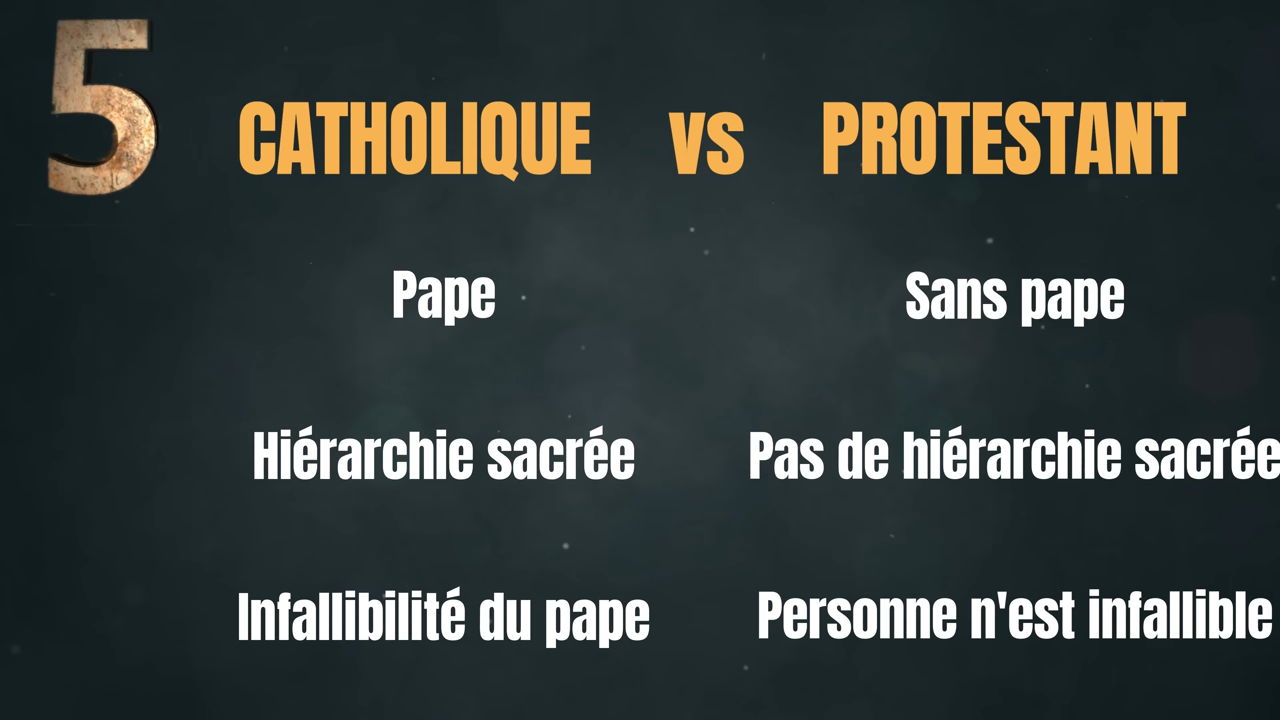 5
CATHOLIQUE vs PROTESTANT
Pape Sans pape
Hiérarchie sacrée Pas de hiérarchie sacrée
Infallibilité du pape Personne n'est infallible